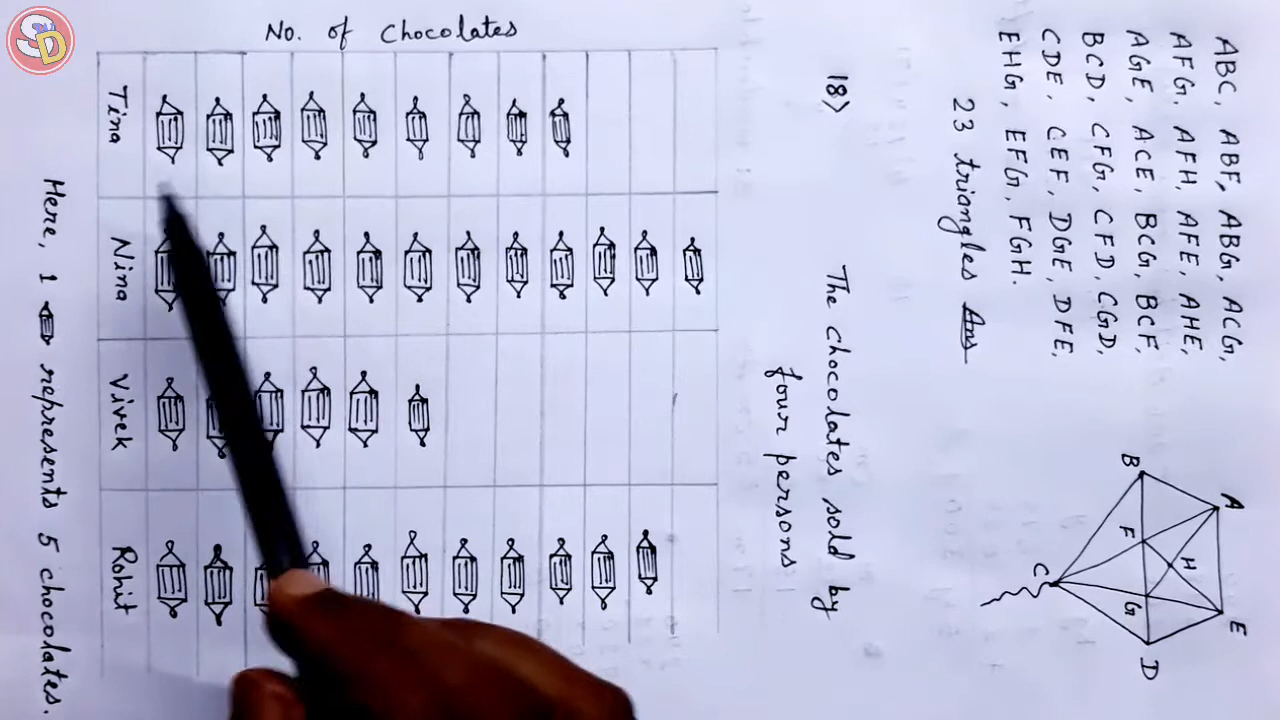 ABC, ABF, ABG, ACG,
AFG, AFH, AFE, AHE,
AGE, ACE, BCG, BCF,
BCD, CFG, CFD, CGD,
CDE, CEF, DGE, DFE,
EHG, EFG, FGH.
23 triangles Ans
A
B
E
F
H
G
C
D
18) The chocolates sold by
four persons
No. of chocolates
Tina
Nina
Vivek
Rohit
Here, 1 represents 5 chocolates.
SD